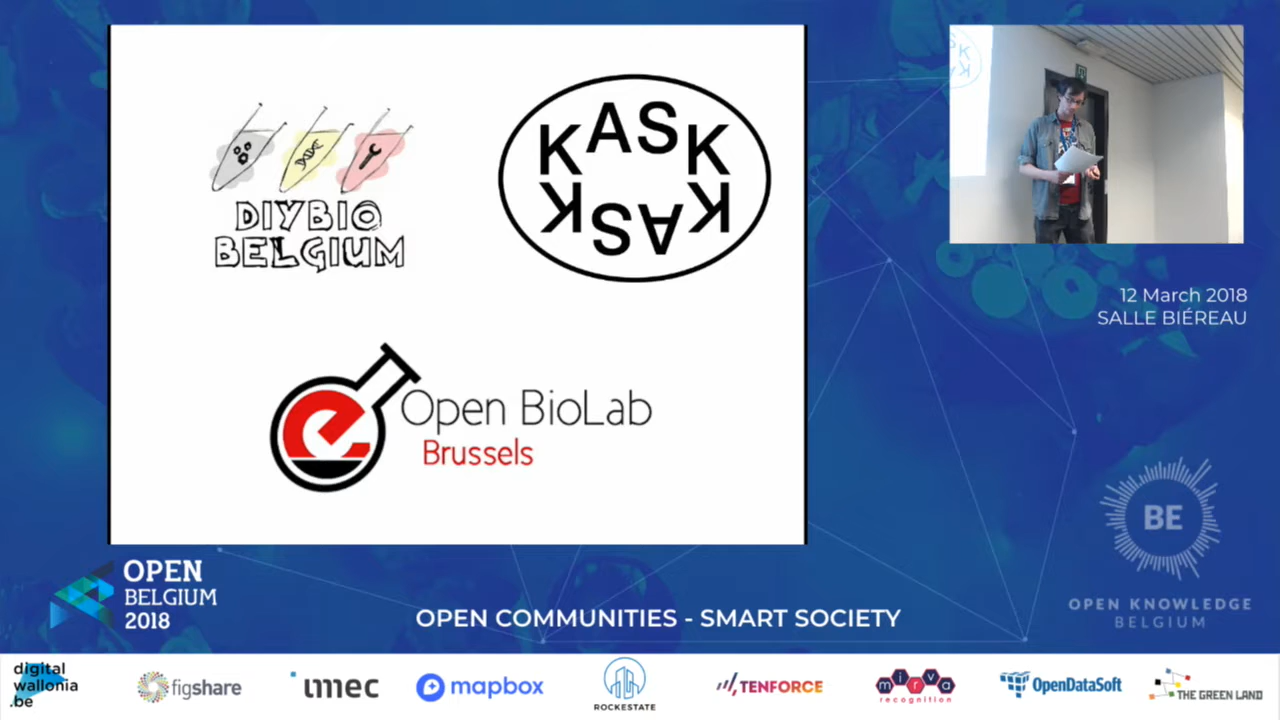 DIYBIO
BELGIUM
KASK
KASK
e Open BioLab
Brussels
12 March 2018
SALLE BIÉREAU
BE
OPEN KNOWLEDGE
BELGIUM
OPEN
BELGIUM
2018
OPEN COMMUNITIES - SMART SOCIETY
digital
wallonia
.be
figshare
imec
mapbox
ROCKESTATE
TENFORCE
mirva
recognition
OpenDataSoft
THE GREEN LAND